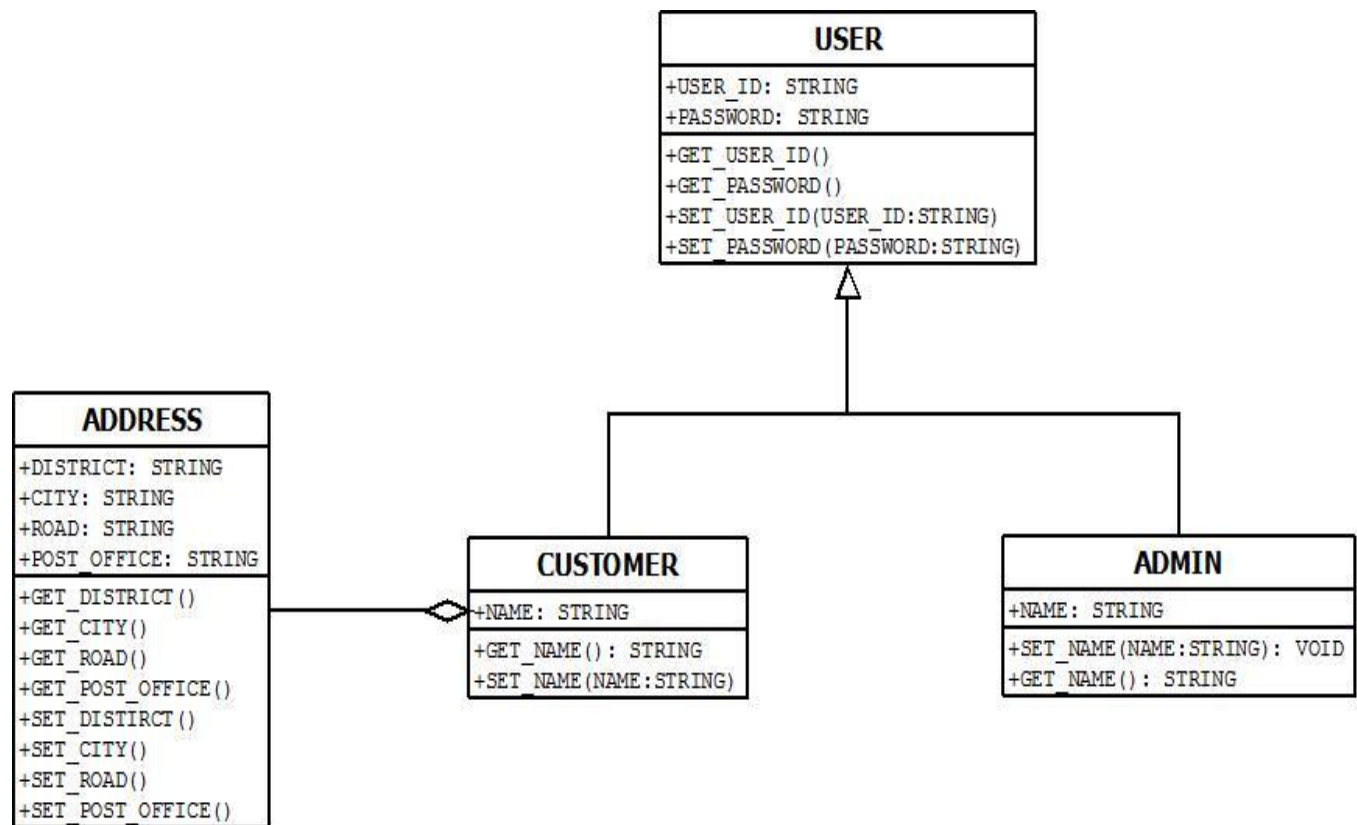 USER
+USER_ID: STRING
+PASSWORD: STRING
+GET_USER_ID()
+GET_PASSWORD()
+SET_USER_ID(USER_ID:STRING)
+SET_PASSWORD(PASSWORD:STRING)
ADDRESS
+DISTRICT: STRING
+CITY: STRING
+ROAD: STRING
+POST_OFFICE: STRING
+GET_DISTRICT()
+GET_CITY()
+GET_ROAD()
+GET_POST_OFFICE()
+SET_DISTIRCT()
+SET_CITY()
+SET_ROAD()
+SET_POST_OFFICE()
CUSTOMER
+NAME: STRING
+GET_NAME(): STRING
+SET_NAME(NAME:STRING)
ADMIN
+NAME: STRING
+SET_NAME(NAME:STRING): VOID
+GET_NAME(): STRING